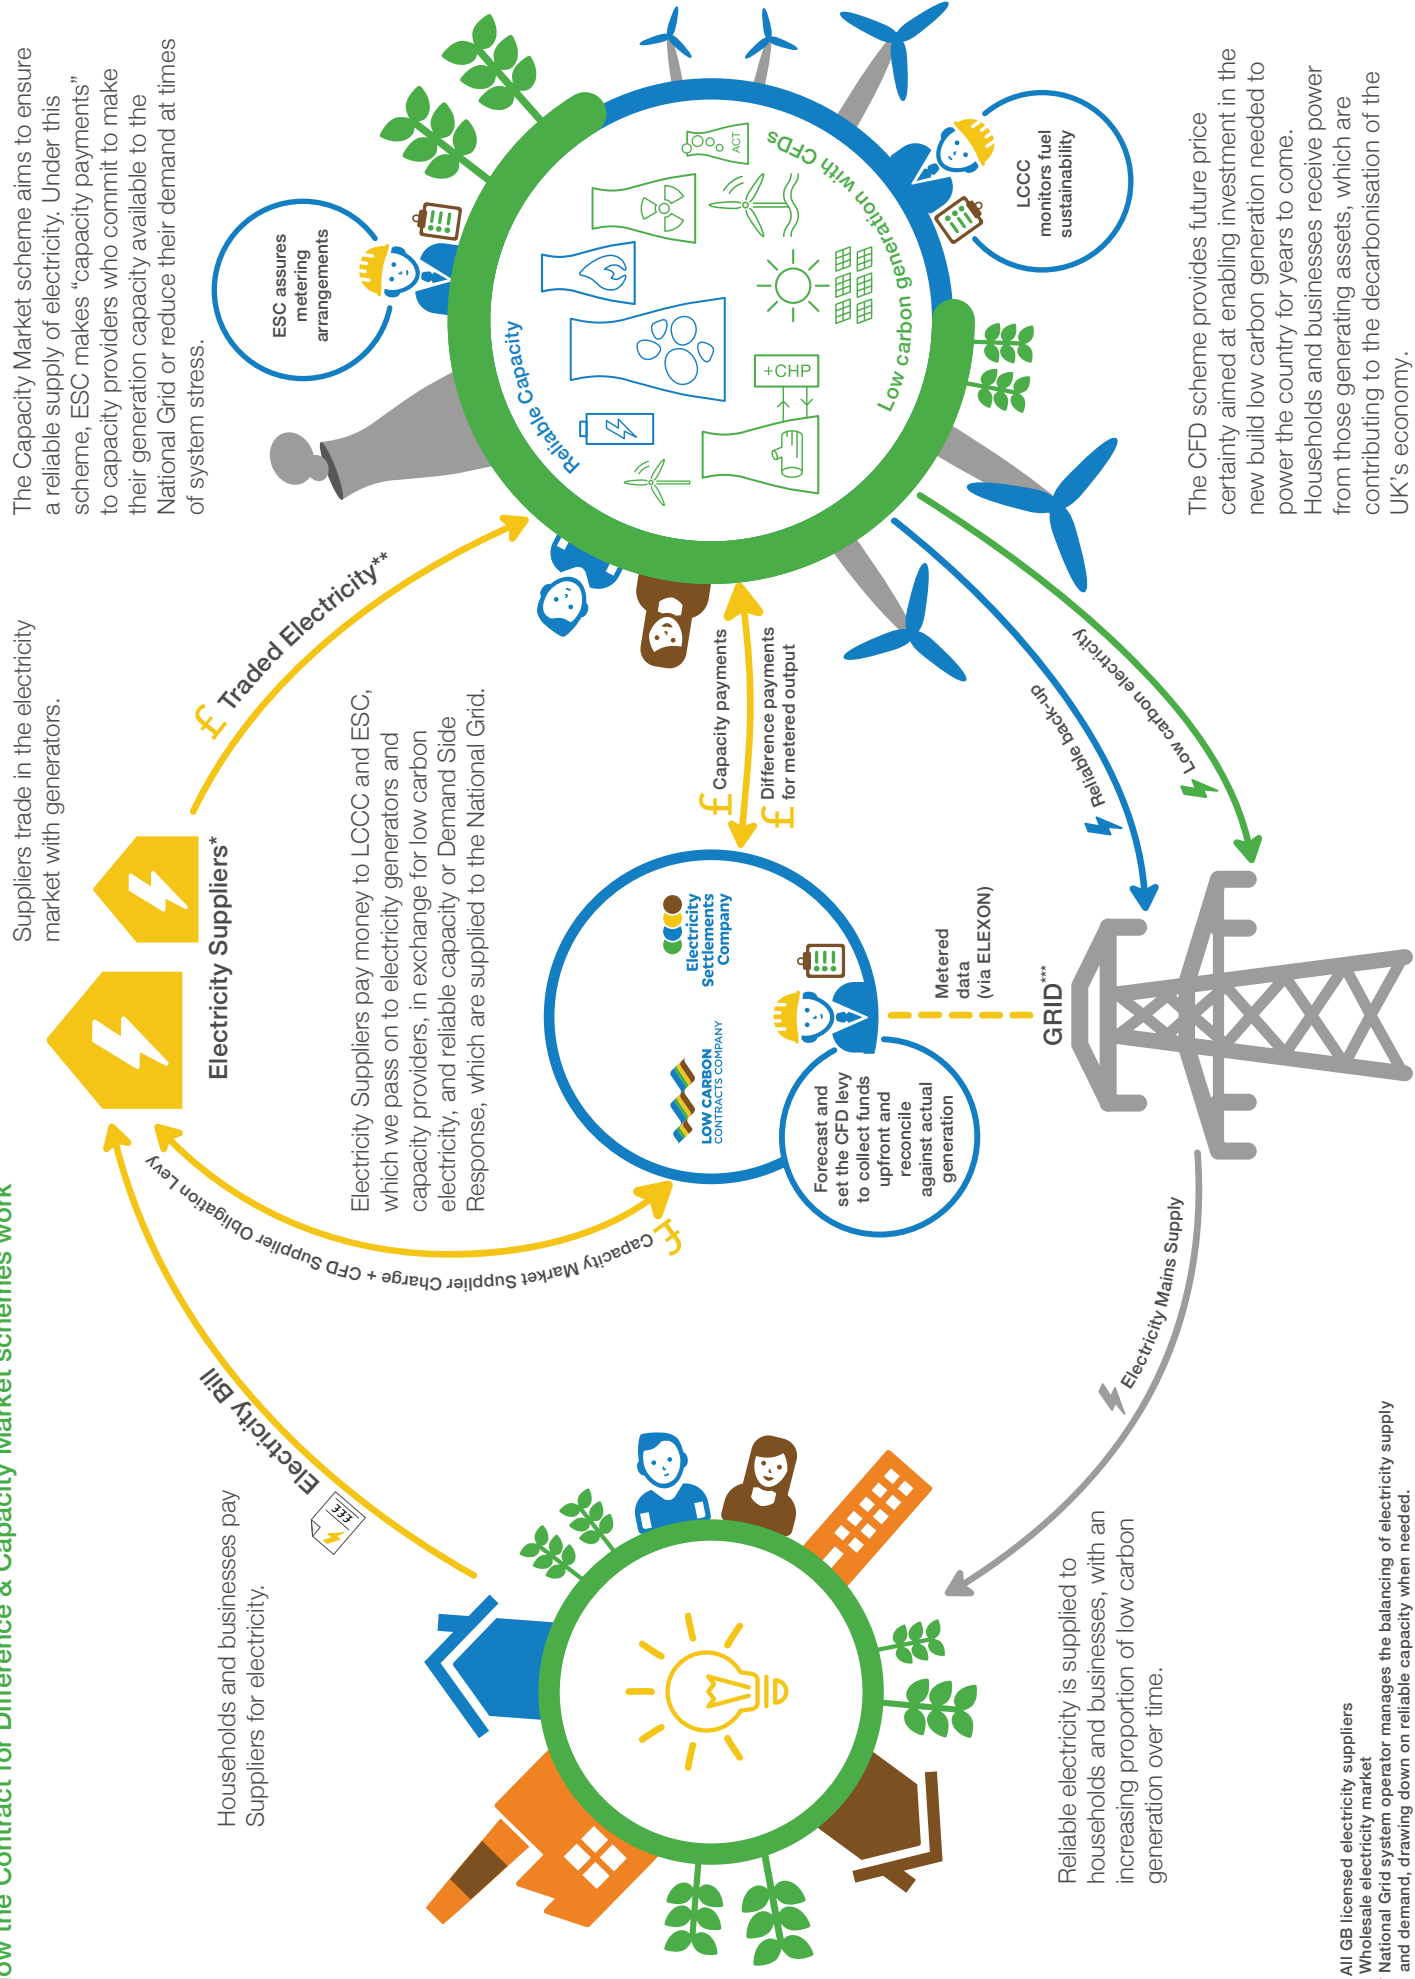 How the Contract for Difference & Capacity Market schemes work
Households and businesses pay
Suppliers for electricity.
Electricity Bill
£££
Suppliers trade in the electricity
market with generators.
Electricity Suppliers*
£ Traded Electricity**
The Capacity Market scheme aims to ensure
a reliable supply of electricity. Under this
scheme, ESC makes “capacity payments”
to capacity providers who commit to make
their generation capacity available to the
National Grid or reduce their demand at times
of system stress.
ESC assures
metering
arrangements
Capacity Market Supplier Charge + CFD Supplier Obligation Levy
£
Electricity Suppliers pay money to LCCC and ESC,
which we pass on to electricity generators and
capacity providers, in exchange for low carbon
electricity, and reliable capacity or Demand Side
Response, which are supplied to the National Grid.
LOW CARBON
CONTRACTS COMPANY
Electricity
Settlements
Company
£ Capacity payments
£ Difference payments
for metered output
Reliable Capacity
+CHP
ACT
Low carbon generation with CFDs
Forecast and
set the CFD levy
to collect funds
upfront and
reconcile
against actual
generation
Metered
data
(via ELEXON)
GRID***
Reliable back-up
Low carbon electricity
LCCC
monitors fuel
sustainability
Electricity Mains Supply
Reliable electricity is supplied to
households and businesses, with an
increasing proportion of low carbon
generation over time.
The CFD scheme provides future price
certainty aimed at enabling investment in the
new build low carbon generation needed to
power the country for years to come.
Households and businesses receive power
from those generating assets, which are
contributing to the decarbonisation of the
UK’s economy.
All GB licensed electricity suppliers
Wholesale electricity market
National Grid system operator manages the balancing of electricity supply
and demand, drawing down on reliable capacity when needed.